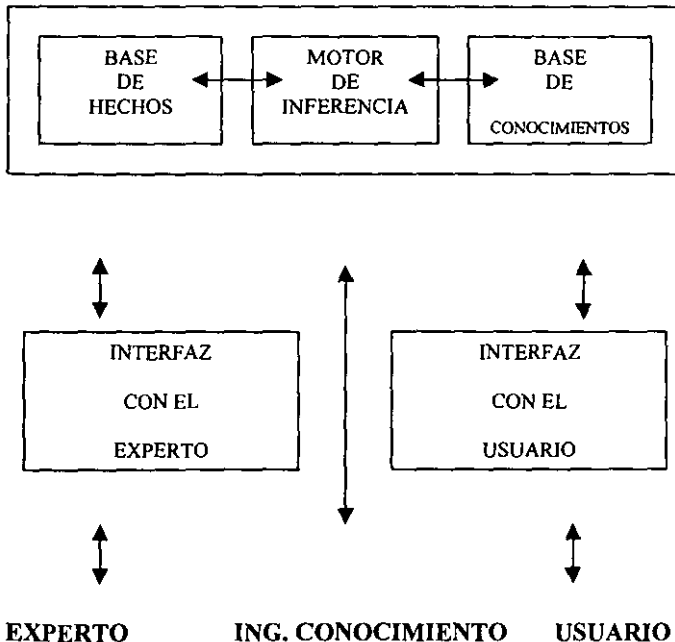 BASE
DE
HECHOS
MOTOR
DE
INFERENCIA
BASE
DE
CONOCIMIENTOS
INTERFAZ
CON EL
EXPERTO
INTERFAZ
CON EL
USUARIO
EXPERTO
ING. CONOCIMIENTO
USUARIO